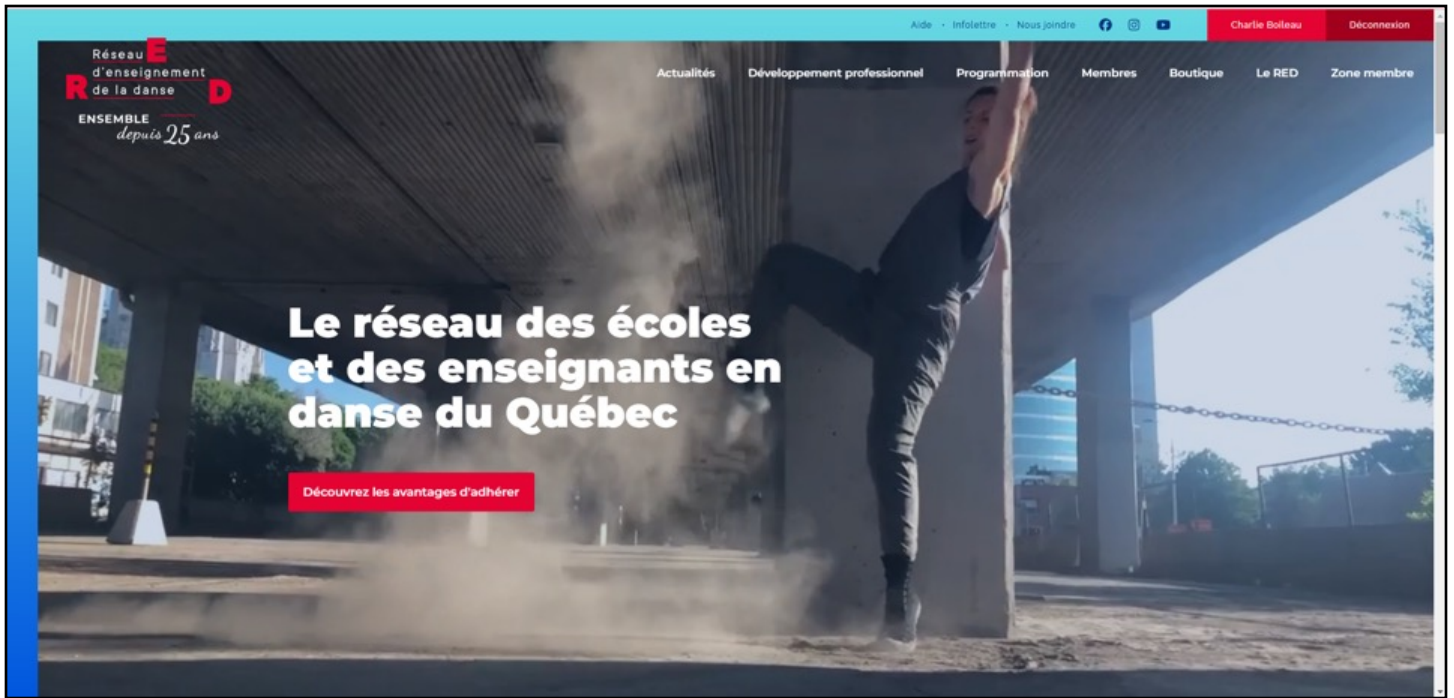 Aide · Infolettre · Nous joindre
Charlie Boileau
Déconnexion
Réseau
d'enseignement
de la danse
R E D
ENSEMBLE
depuis 25 ans
Actualités
Développement professionnel
Programmation
Membres
Boutique
Le RED
Zone membre
Le réseau des écoles
et des enseignants en
danse du Québec
Découvrez les avantages d'adhérer